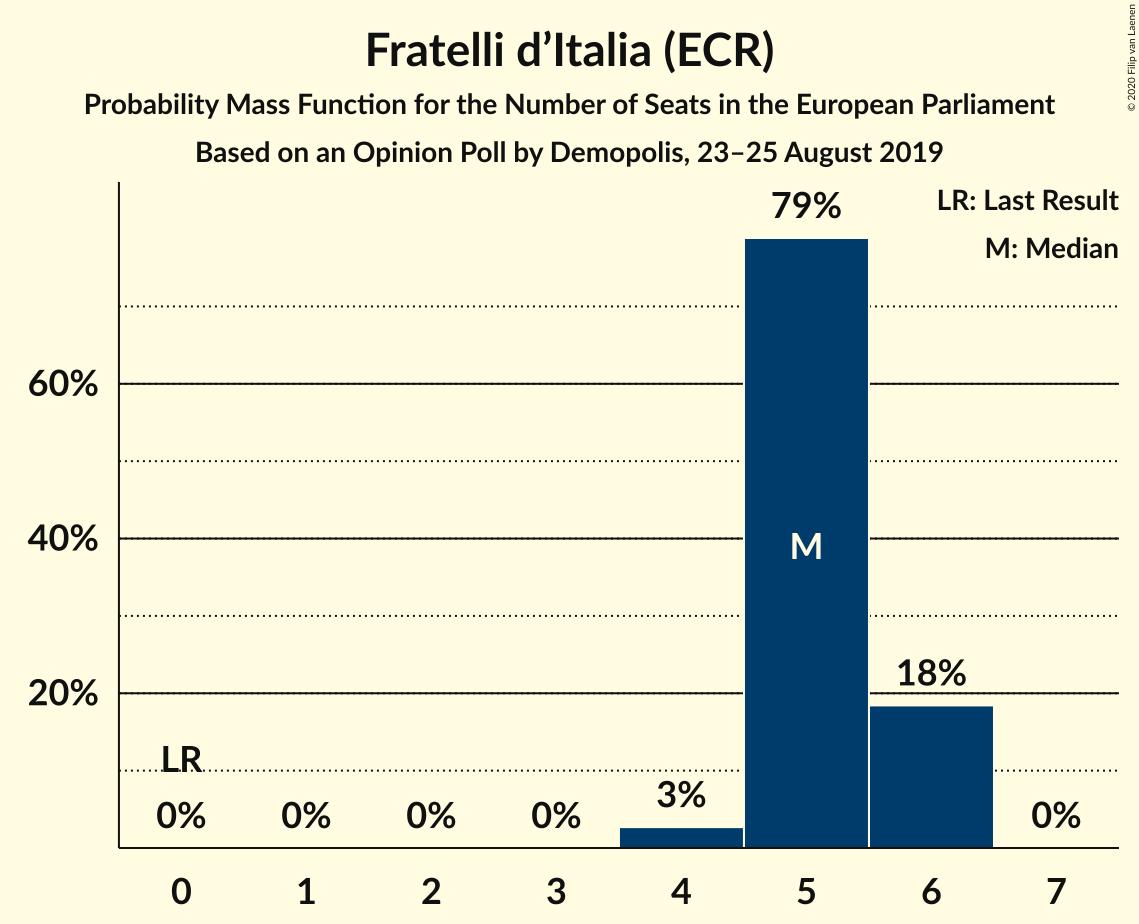 Fratelli d’Italia (ECR)
Probability Mass Function for the Number of Seats in the European Parliament
Based on an Opinion Poll by Demopolis, 23–25 August 2019
© 2020 Filip van Laenen
LR: Last Result
M: Median
79%
60%
40%
M
20%
18%
LR
0%
0%
0%
0%
3%
0%
0 1 2 3 4 5 6 7